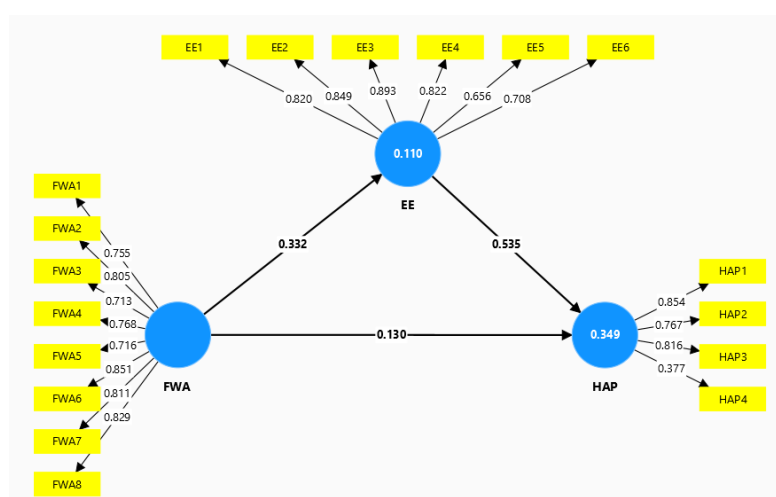 EE1 EE2 EE3 EE4 EE5 EE6
0.820 0.849 0.893 0.822 0.656 0.708
0.110
EE
FWA1
FWA2
FWA3
FWA4
FWA5
FWA6
FWA7
FWA8
0.755
0.805
0.713
0.768
0.716
0.851
0.811
0.829
FWA
0.332
0.535
0.130
0.349
HAP
0.854
0.767
0.816
0.377
HAP1
HAP2
HAP3
HAP4